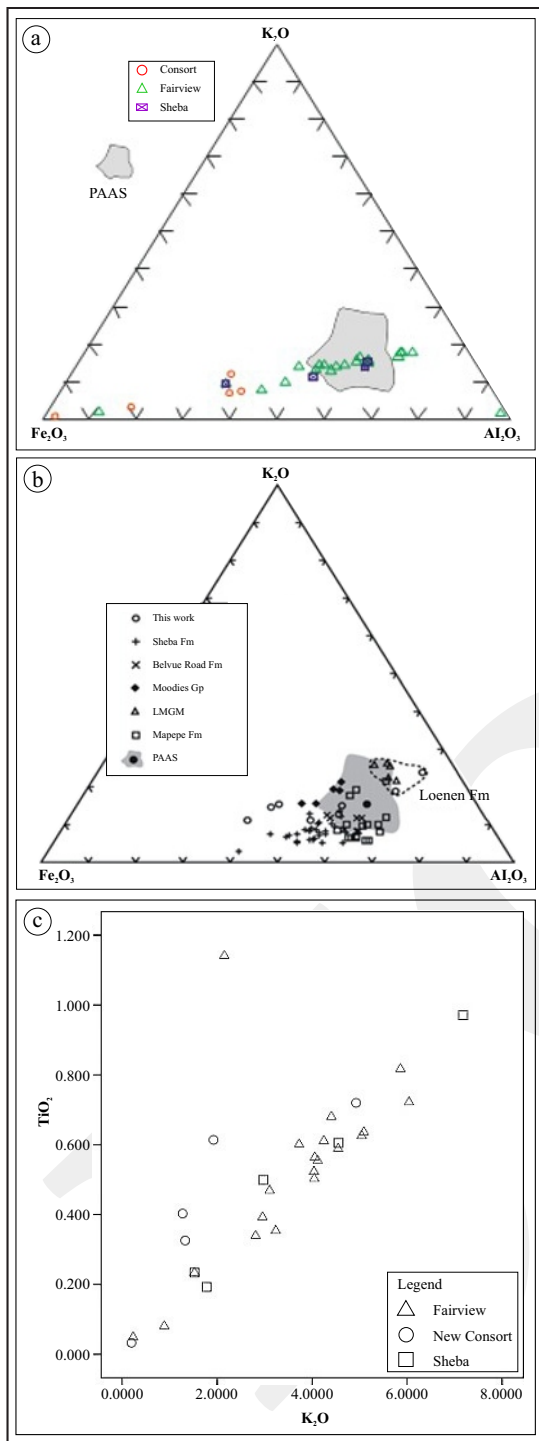 a
K2O
Consort
Fairview
Sheba
PAAS
Fe2O3
Al2O3
b
K2O
This work
Sheba Fm
Belvue Road Fm
Moodies Gp
LMGM
Mapepe Fm
PAAS
Loenen Fm
Fe2O3
Al2O3
c
1.200
1.000
0.800
0.600
0.400
0.200
0.000
TiO2
Legend
Fairview
New Consort
Sheba
0.0000 2.0000 4.0000 6.0000 8.0000
K2O